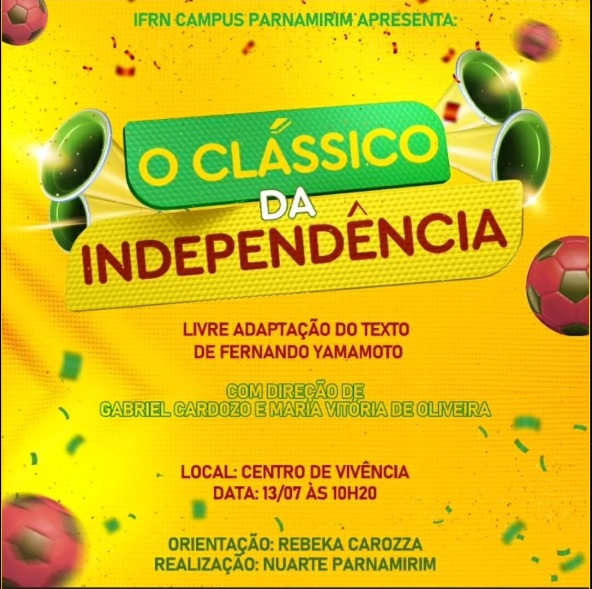 IFRN CAMPUS PARNAMIRIM APRESENTA:
O CLÁSSICO
DA
INDEPENDÊNCIA
LIVRE ADAPTAÇÃO DO TEXTO
DE FERNANDO YAMAMOTO
COM DIREÇÃO DE
GABRIEL CARDOZO E MARIA VITÓRIA DE OLIVEIRA
LOCAL: CENTRO DE VIVÊNCIA
DATA: 13/07 ÀS 10H20
ORIENTAÇÃO: REBEKA CAROZZA
REALIZAÇÃO: NUARTE PARNAMIRIM